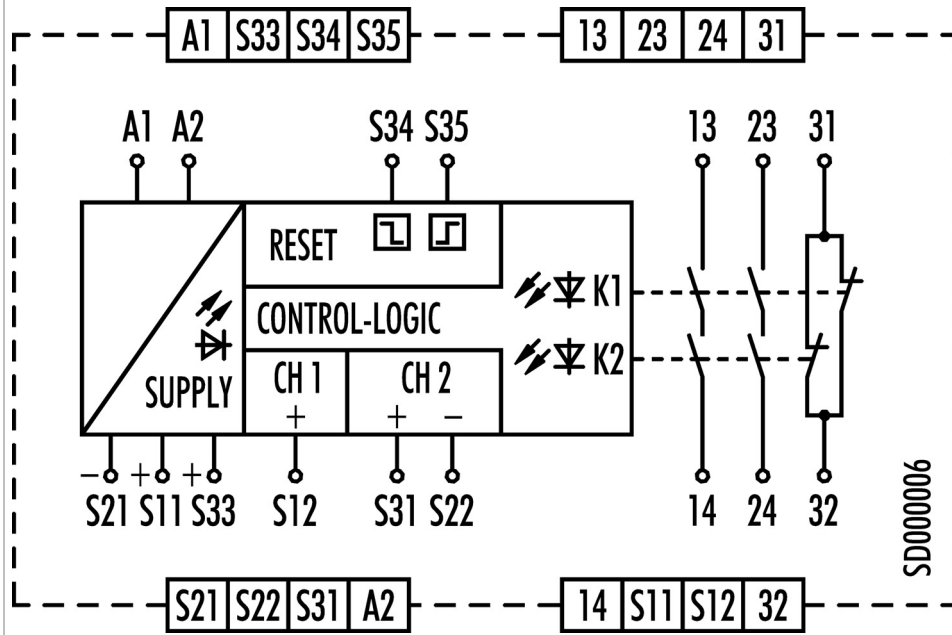 A1 S33 S34 S35 13 23 24 31
A1 A2 S34 S35 13 23 31
RESET
K1
CONTROL-LOGIC
K2
SUPPLY CH 1 CH 2
+ + −
− + +
S21 S11 S33 S12 S31 S22 14 24 32
SD000006
S21 S22 S31 A2 14 S11 S12 32